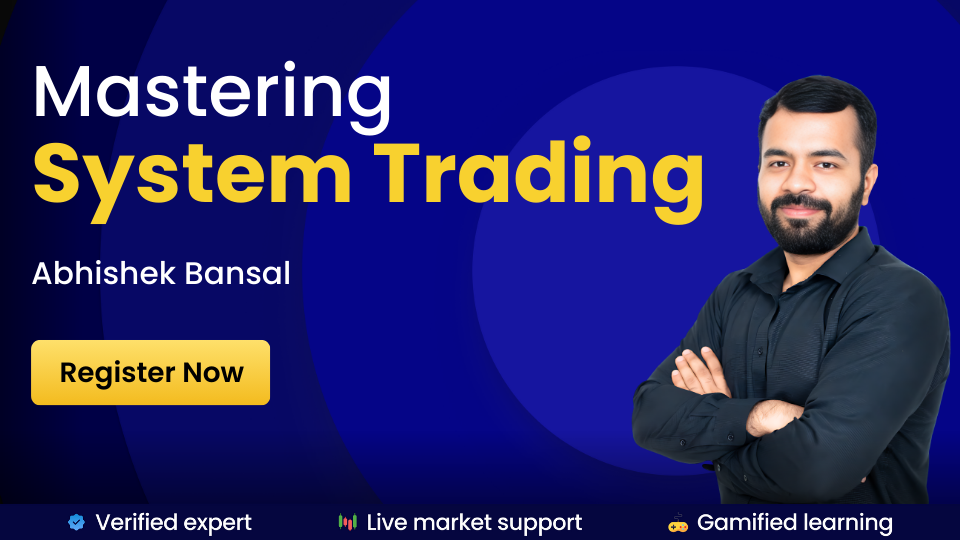 Mastering
System Trading
Abhishek Bansal
Register Now
Verified expert
Live market support
Gamified learning